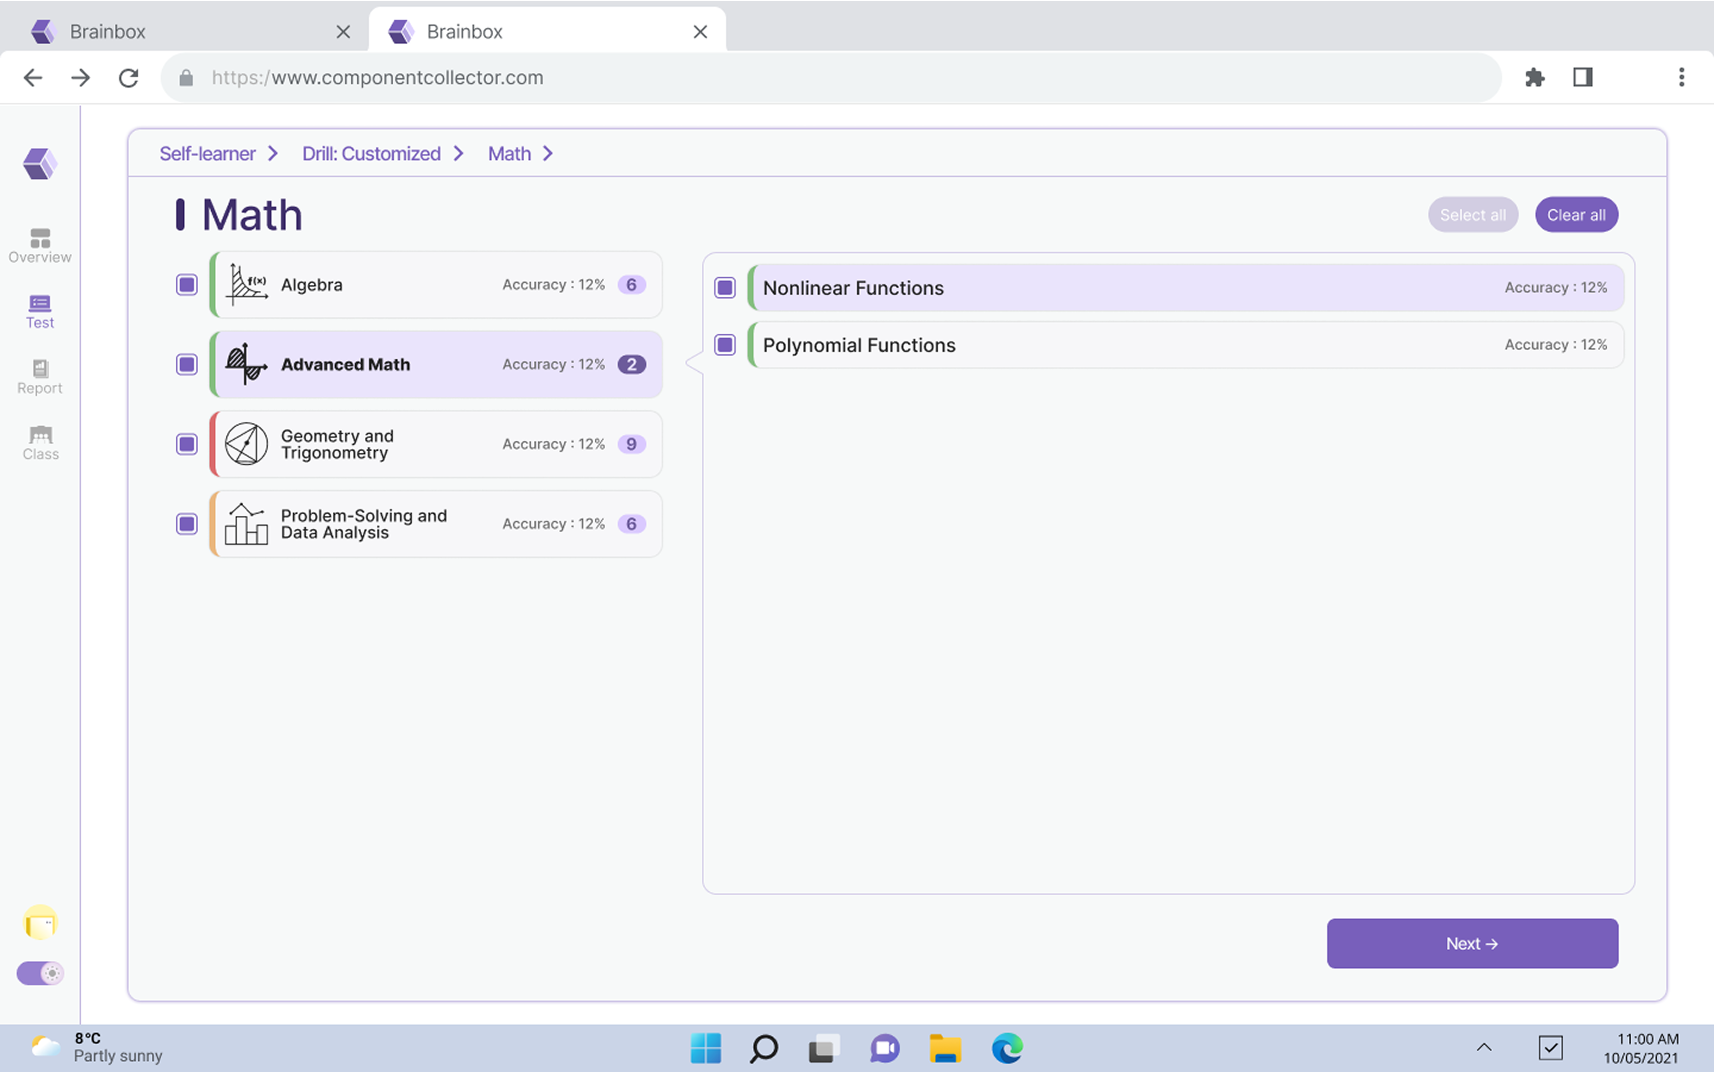 Brainbox
Brainbox
https:/www.componentcollector.com
Self-learner
Drill: Customized
Math
Math
Select all
Clear all
Overview
Test
Report
Class
f(x)
Algebra
Accuracy : 12%
6
Advanced Math
Accuracy : 12%
2
Geometry and
Trigonometry
Accuracy : 12%
9
Problem-Solving and
Data Analysis
Accuracy : 12%
6
Nonlinear Functions
Accuracy : 12%
Polynomial Functions
Accuracy : 12%
Next →
8°C
Partly sunny
11:00 AM
10/05/2021